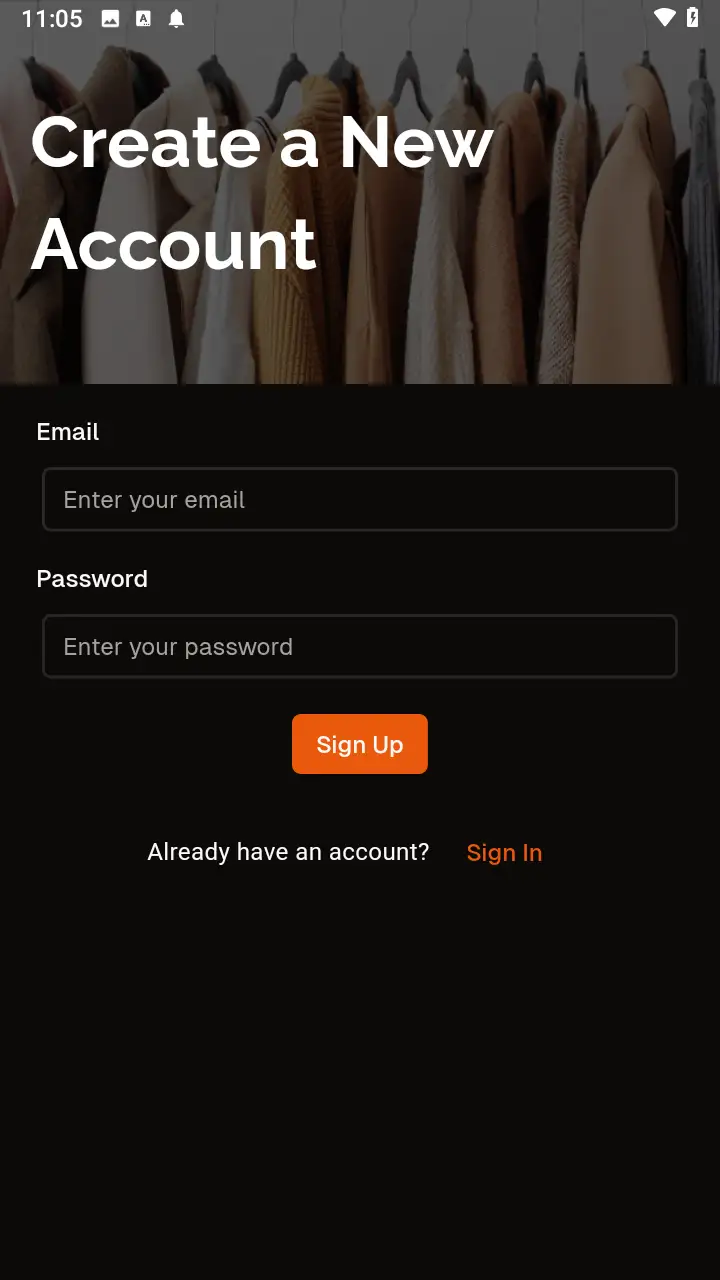 11:05
Create a New
Account
Email
Enter your email
Password
Enter your password
Sign Up
Already have an account? Sign In